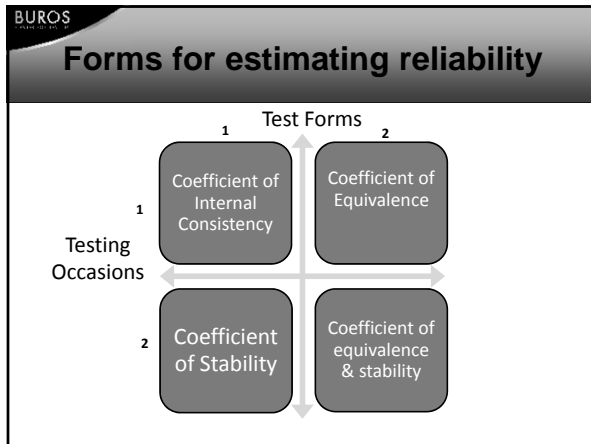 BUROS
Forms for estimating reliability
Test Forms
1
2
Coefficient of
Internal
Consistency
Coefficient of
Equivalence
1
Testing
Occasions
2
Coefficient
of Stability
Coefficient of
equivalence
& stability